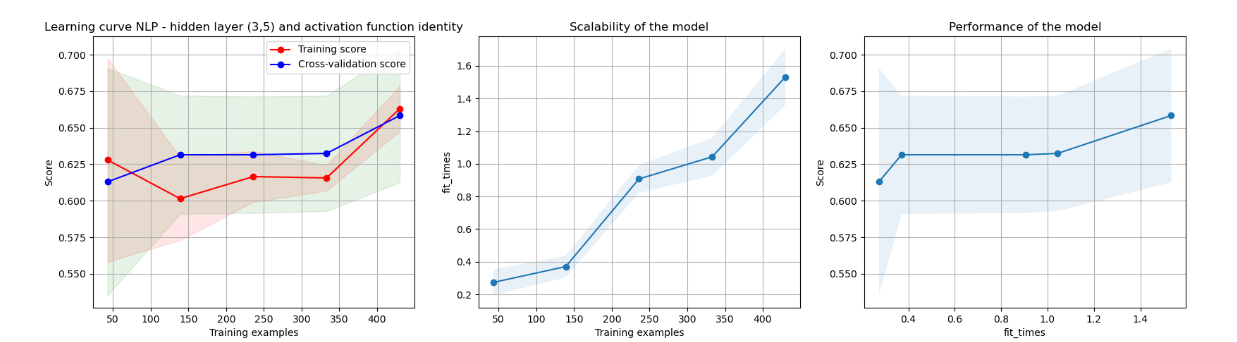 Learning curve NLP - hidden layer (3,5) and activation function identity
Training score
Cross-validation score
0.700
0.675
0.650
0.625
0.600
0.575
0.550
Score
50 100 150 200 250 300 350 400
Training examples
Scalability of the model
1.6
1.4
1.2
1.0
0.8
0.6
0.4
0.2
fit_times
50 100 150 200 250 300 350 400
Training examples
Performance of the model
0.700
0.675
0.650
0.625
0.600
0.575
0.550
Score
0.4 0.6 0.8 1.0 1.2 1.4
fit_times